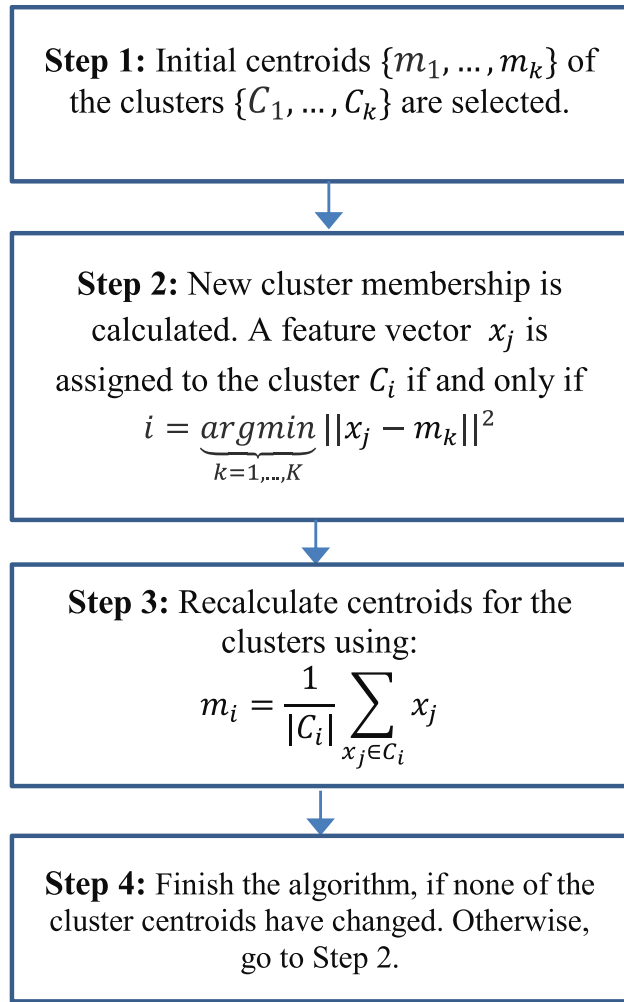 Step 1: Initial centroids {m₁, ..., mₖ} of
the clusters {C₁, ..., Cₖ} are selected.
Step 2: New cluster membership is
calculated. A feature vector xⱼ is
assigned to the cluster Cᵢ if and only if
i = argmin ||xⱼ − mₖ||²
k=1,...,K
Step 3: Recalculate centroids for the
clusters using:
mᵢ = 1/|Cᵢ| ∑ xⱼ
xⱼ∈Cᵢ
Step 4: Finish the algorithm, if none of the
cluster centroids have changed. Otherwise,
go to Step 2.